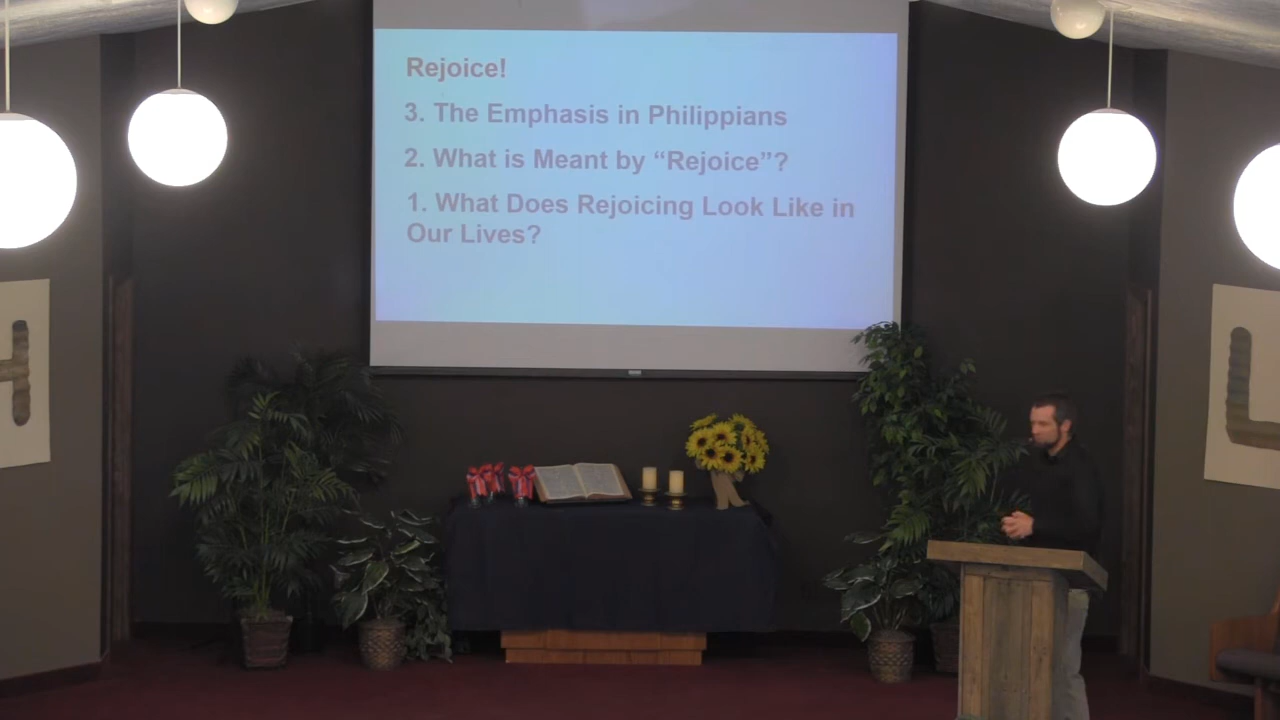 Rejoice!
3. The Emphasis in Philippians
2. What is Meant by “Rejoice”?
1. What Does Rejoicing Look Like in
Our Lives?
H
L